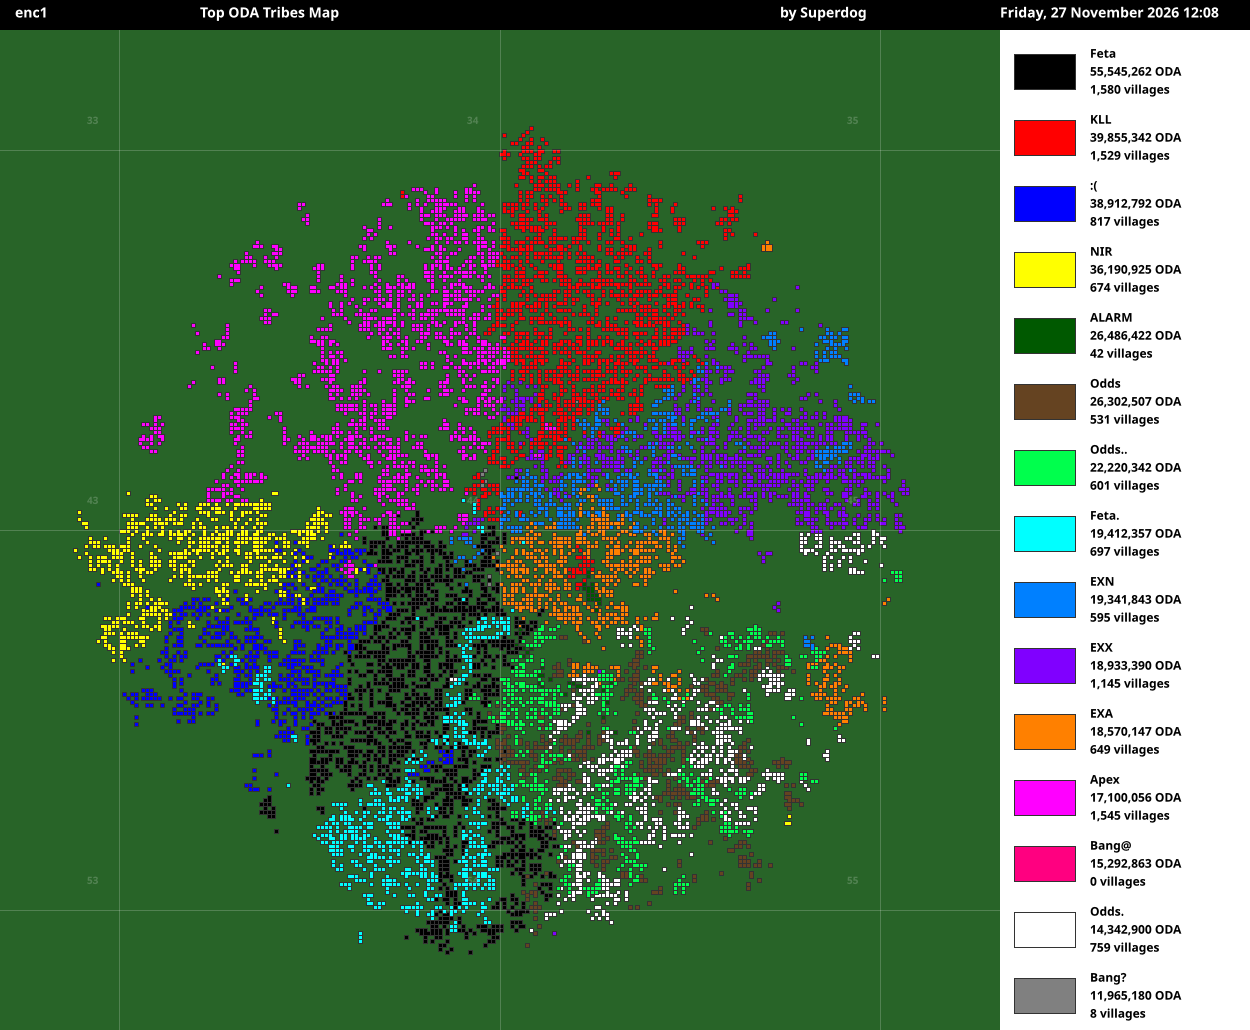 enc1 Top ODA Tribes Map by Superdog Friday, 27 November 2026 12:08
33 34 35
43
53 55
Feta
55,545,262 ODA
1,580 villages
KLL
39,855,342 ODA
1,529 villages
:(
38,912,792 ODA
817 villages
NIR
36,190,925 ODA
674 villages
ALARM
26,486,422 ODA
42 villages
Odds
26,302,507 ODA
531 villages
Odds..
22,220,342 ODA
601 villages
Feta.
19,412,357 ODA
697 villages
EXN
19,341,843 ODA
595 villages
EXX
18,933,390 ODA
1,145 villages
EXA
18,570,147 ODA
649 villages
Apex
17,100,056 ODA
1,545 villages
Bang@
15,292,863 ODA
0 villages
Odds.
14,342,900 ODA
759 villages
Bang?
11,965,180 ODA
8 villages